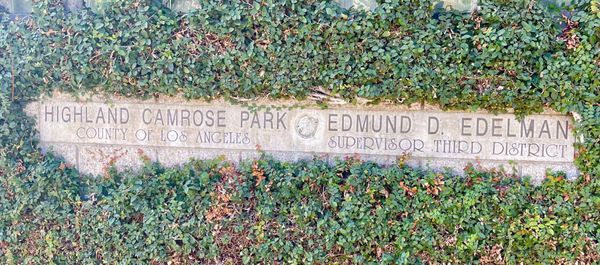 HIGHLAND CAMROSE PARK
COUNTY OF LOS ANGELES
EDMUND D. EDELMAN
SUPERVISOR THIRD DISTRICT